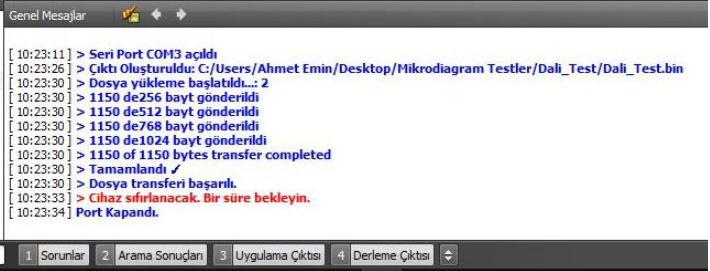 Genel Mesajlar
[ 10:23:11 ] > Seri Port COM3 açıldı
[ 10:23:26 ] > Çıktı Oluşturuldu: C:/Users/Ahmet Emin/Desktop/Mikrodiagram Testler/Dali_Test/Dali_Test.bin
[ 10:23:30 ] > Dosya yükleme başlatıldı...: 2
[ 10:23:30 ] > 1150 de256 bayt gönderildi
[ 10:23:30 ] > 1150 de512 bayt gönderildi
[ 10:23:30 ] > 1150 de768 bayt gönderildi
[ 10:23:30 ] > 1150 de1024 bayt gönderildi
[ 10:23:30 ] > 1150 of 1150 bytes transfer completed
[ 10:23:30 ] > Tamamlandı ✓
[ 10:23:30 ] > Dosya transferi başarılı.
[ 10:23:33 ] > Cihaz sıfırlanacak. Bir süre bekleyin.
[ 10:23:34 ] Port Kapandı.
1 Sorunlar 2 Arama Sonuçları 3 Uygulama Çıktısı 4 Derleme Çıktısı